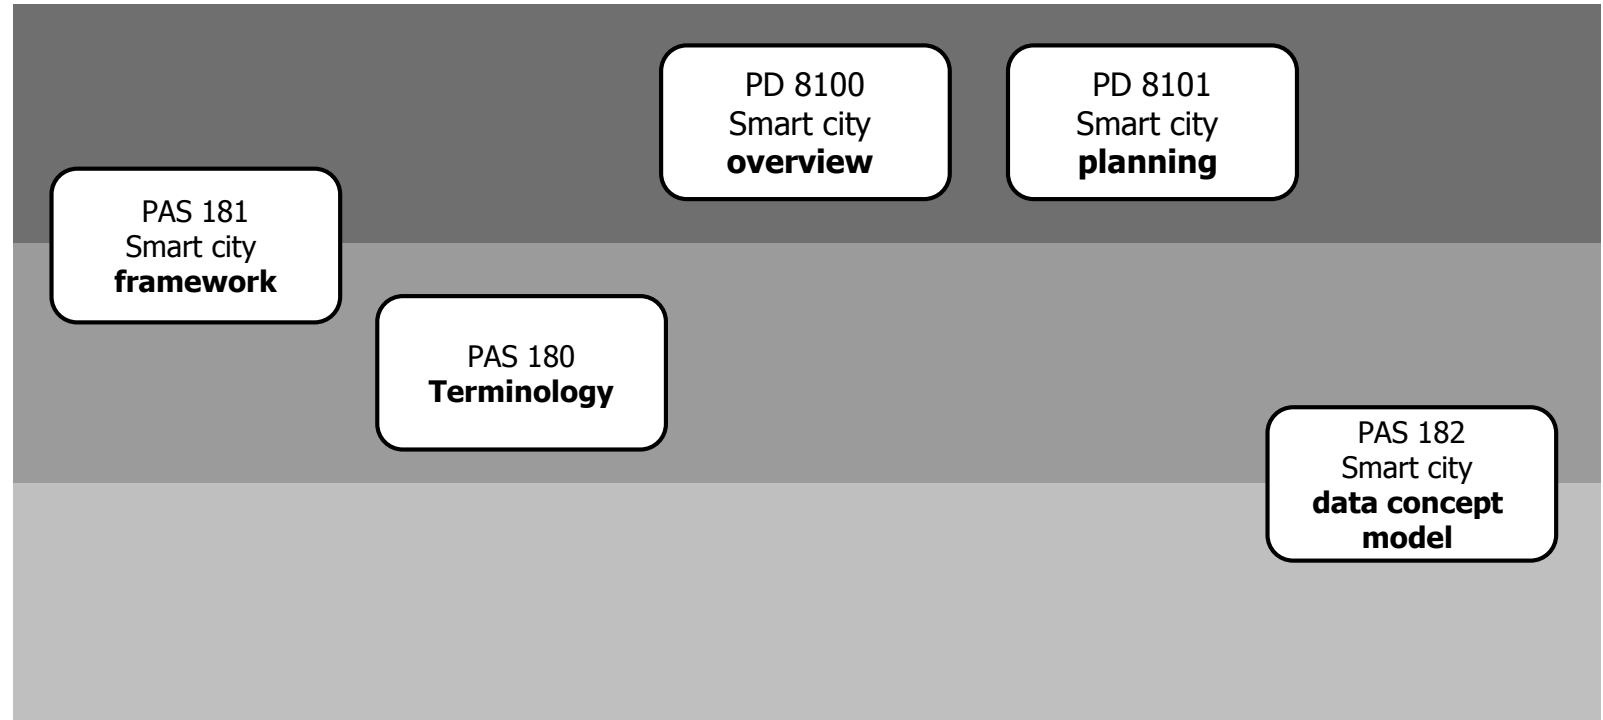 PD 8100
Smart city
overview
PD 8101
Smart city
planning
PAS 181
Smart city
framework
PAS 180
Terminology
PAS 182
Smart city
data concept
model